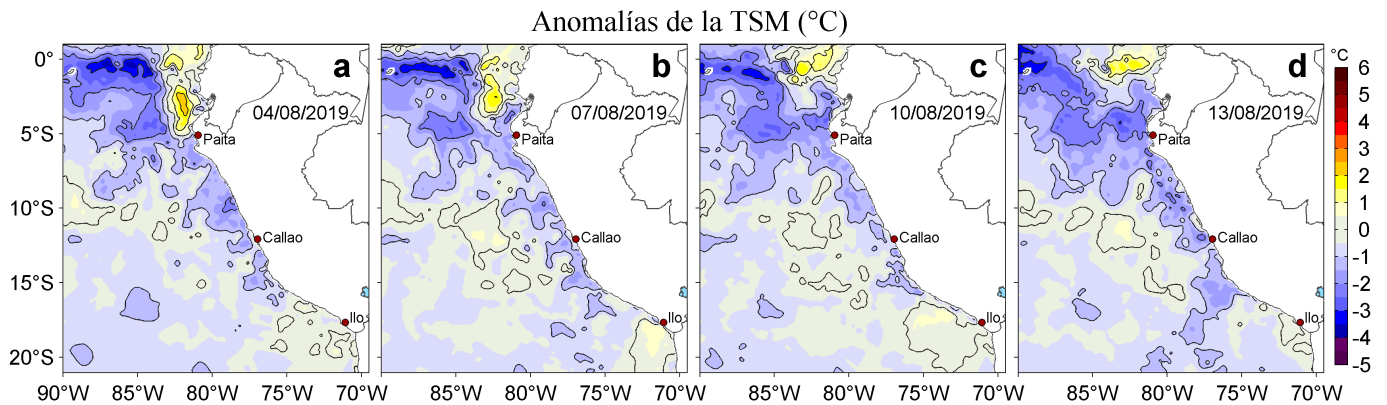 Anomalías de la TSM (°C)
a
04/08/2019
Paita
Callao
Ilo
b
07/08/2019
Paita
Callao
Ilo
c
10/08/2019
Paita
Callao
Ilo
d
13/08/2019
Paita
Callao
Ilo
0°
5°S
10°S
15°S
20°S
90°W 85°W 80°W 75°W 70°W
85°W 80°W 75°W 70°W
85°W 80°W 75°W 70°W
85°W 80°W 75°W 70°W
°C
6
5
4
3
2
1
0
-1
-2
-3
-4
-5